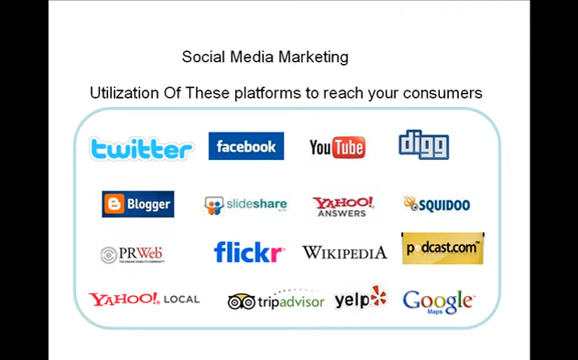 Social Media Marketing
Utilization Of These platforms to reach your consumers
twitter facebook YouTube digg
Blogger slideshare YAHOO! ANSWERS SQUIDOO
PRWeb flickr WIKIPEDIA podcast.com
YAHOO! LOCAL tripadvisor yelp Google Maps